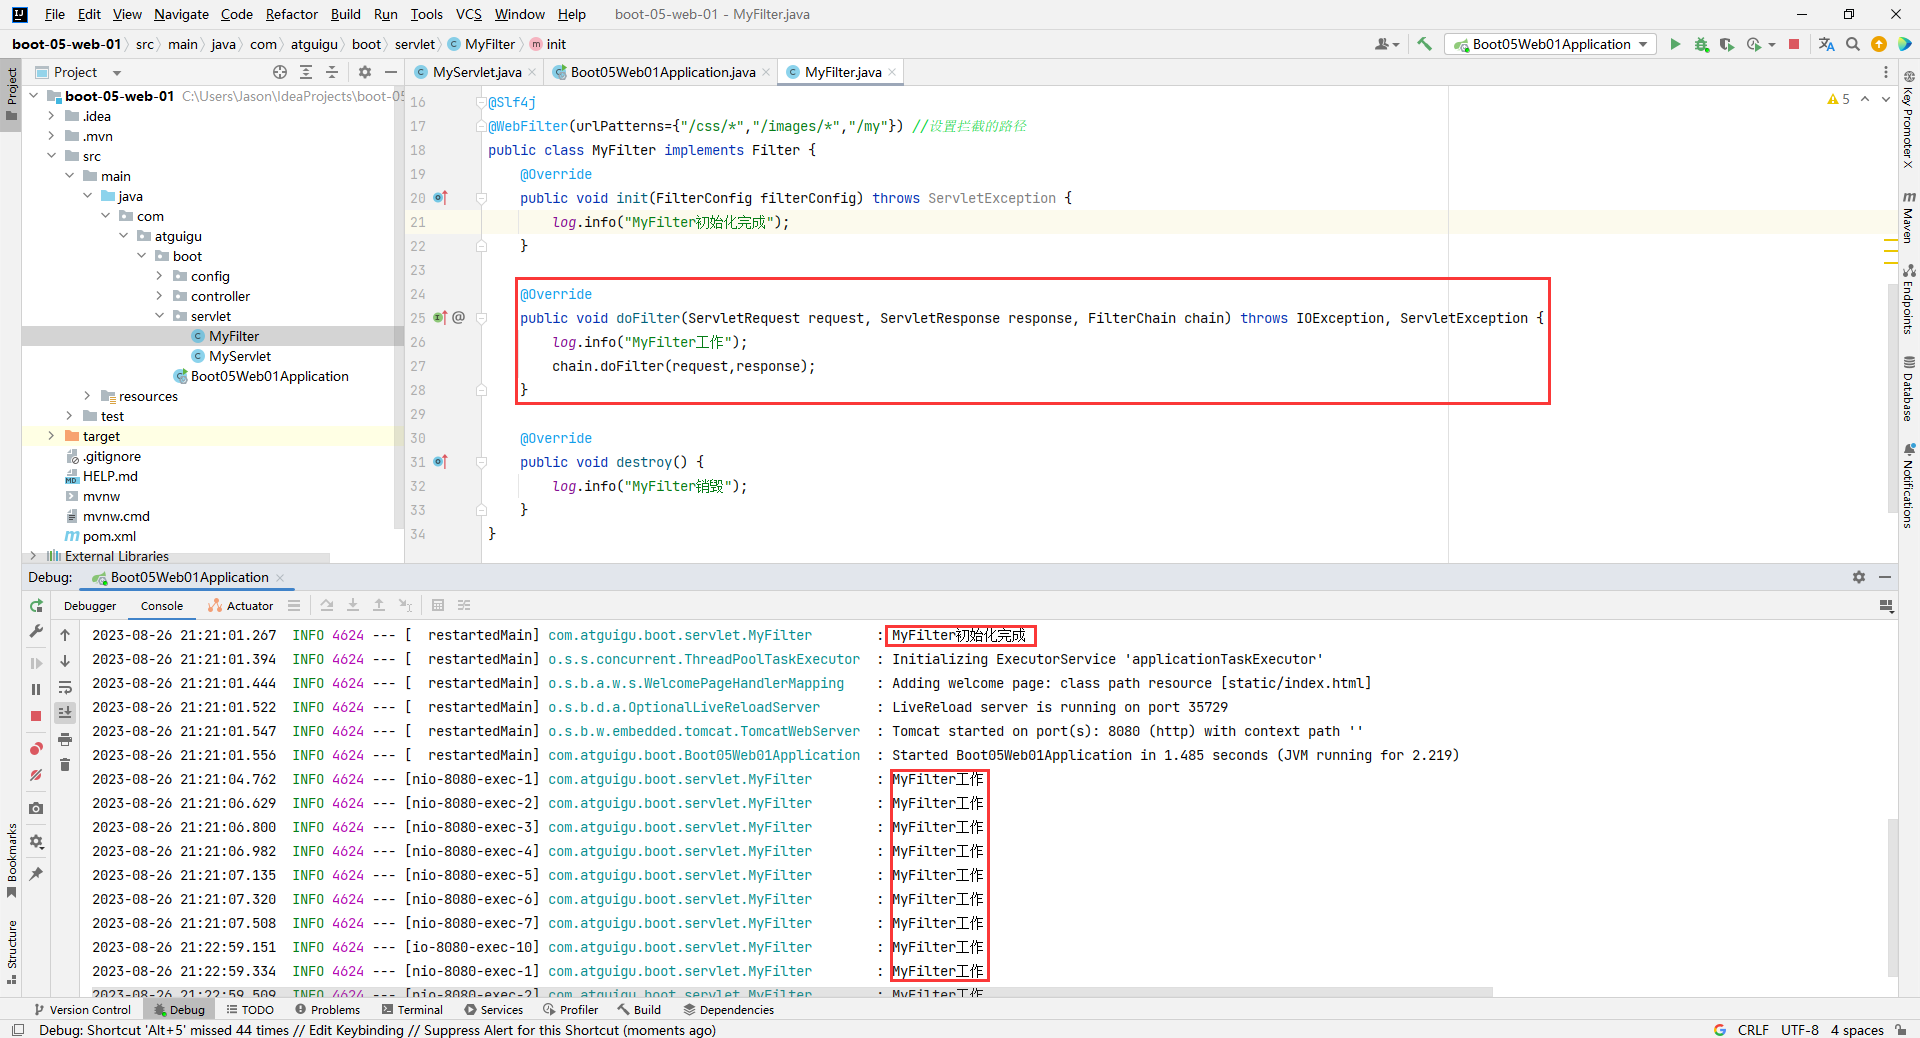 File Edit View Navigate Code Refactor Build Run Tools VCS Window Help boot-05-web-01 - MyFilter.java
boot-05-web-01 src main java com atguigu boot servlet MyFilter init
Boot05Web01Application
Project
MyServlet.java Boot05Web01Application.java MyFilter.java
boot-05-web-01 C:\Users\Jason\IdeaProjects\boot-05
.idea
.mvn
src
main
java
com
atguigu
boot
config
controller
servlet
MyFilter
MyServlet
Boot05Web01Application
resources
test
target
.gitignore
HELP.md
mvnw
mvnw.cmd
pom.xml
External Libraries
5
16 @Slf4j
17 @WebFilter(urlPatterns={"/css/*","/images/*","/my"}) //设置拦截的路径
18 public class MyFilter implements Filter {
19 @Override
20 public void init(FilterConfig filterConfig) throws ServletException {
21 log.info("MyFilter初始化完成");
22 }
23
24 @Override
25 public void doFilter(ServletRequest request, ServletResponse response, FilterChain chain) throws IOException, ServletException {
26 log.info("MyFilter工作");
27 chain.doFilter(request,response);
28 }
29
30 @Override
31 public void destroy() {
32 log.info("MyFilter销毁");
33 }
34 }
Project
Bookmarks
Structure
Key Promoter X
Maven
Endpoints
Database
Notifications
Debug: Boot05Web01Application
Debugger Console Actuator
2023-08-26 21:21:01.267 INFO 4624 --- [ restartedMain] com.atguigu.boot.servlet.MyFilter : MyFilter初始化完成
2023-08-26 21:21:01.394 INFO 4624 --- [ restartedMain] o.s.s.concurrent.ThreadPoolTaskExecutor : Initializing ExecutorService 'applicationTaskExecutor'
2023-08-26 21:21:01.444 INFO 4624 --- [ restartedMain] o.s.b.a.w.s.WelcomePageHandlerMapping : Adding welcome page: class path resource [static/index.html]
2023-08-26 21:21:01.522 INFO 4624 --- [ restartedMain] o.s.b.d.a.OptionalLiveReloadServer : LiveReload server is running on port 35729
2023-08-26 21:21:01.547 INFO 4624 --- [ restartedMain] o.s.b.w.embedded.tomcat.TomcatWebServer : Tomcat started on port(s): 8080 (http) with context path ''
2023-08-26 21:21:01.556 INFO 4624 --- [ restartedMain] com.atguigu.boot.Boot05Web01Application : Started Boot05Web01Application in 1.485 seconds (JVM running for 2.219)
2023-08-26 21:21:04.762 INFO 4624 --- [nio-8080-exec-1] com.atguigu.boot.servlet.MyFilter : MyFilter工作
2023-08-26 21:21:06.629 INFO 4624 --- [nio-8080-exec-2] com.atguigu.boot.servlet.MyFilter : MyFilter工作
2023-08-26 21:21:06.800 INFO 4624 --- [nio-8080-exec-3] com.atguigu.boot.servlet.MyFilter : MyFilter工作
2023-08-26 21:21:06.982 INFO 4624 --- [nio-8080-exec-4] com.atguigu.boot.servlet.MyFilter : MyFilter工作
2023-08-26 21:21:07.135 INFO 4624 --- [nio-8080-exec-5] com.atguigu.boot.servlet.MyFilter : MyFilter工作
2023-08-26 21:21:07.320 INFO 4624 --- [nio-8080-exec-6] com.atguigu.boot.servlet.MyFilter : MyFilter工作
2023-08-26 21:21:07.508 INFO 4624 --- [nio-8080-exec-7] com.atguigu.boot.servlet.MyFilter : MyFilter工作
2023-08-26 21:22:59.151 INFO 4624 --- [io-8080-exec-10] com.atguigu.boot.servlet.MyFilter : MyFilter工作
2023-08-26 21:22:59.334 INFO 4624 --- [nio-8080-exec-1] com.atguigu.boot.servlet.MyFilter : MyFilter工作
2023-08-26 21:22:59.509 INFO 4624 --- [nio-8080-exec-2] com.atguigu.boot.servlet.MyFilter : MyFilter工作
Version Control Debug TODO Problems Terminal Services Profiler Build Dependencies
Debug: Shortcut 'Alt+5' missed 44 times // Edit Keybinding // Suppress Alert for this Shortcut (moments ago) CRLF UTF-8 4 spaces